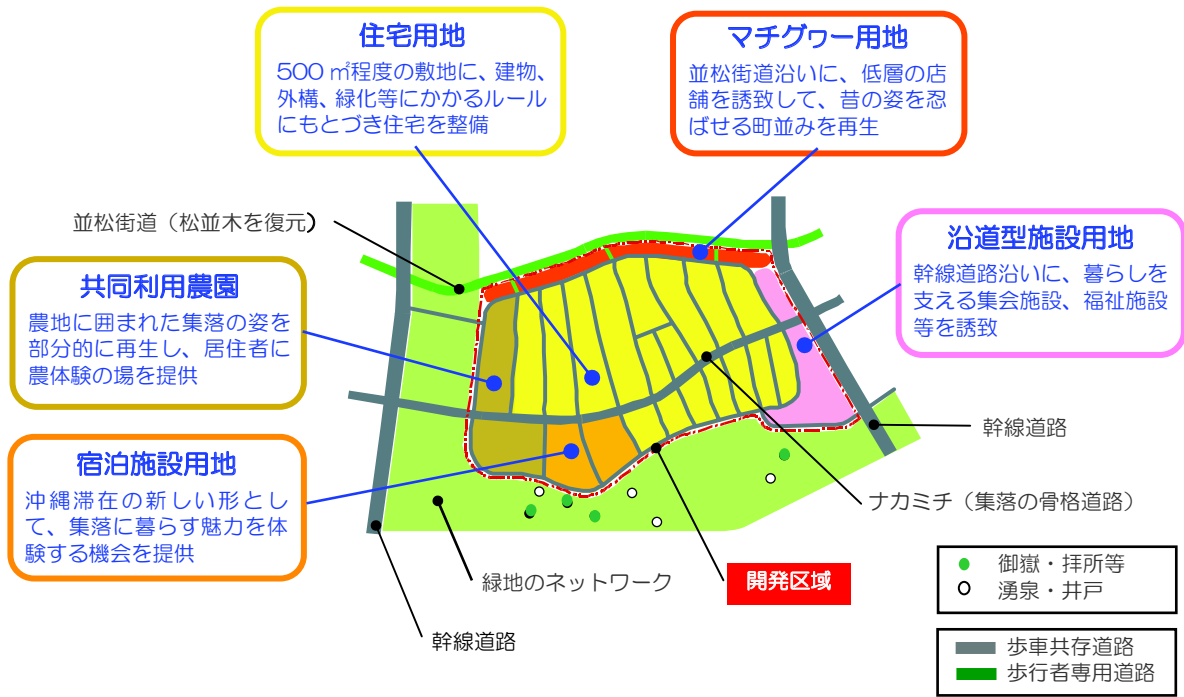 住宅用地
500 ㎡程度の敷地に、建物、
外構、緑化等にかかるルール
にもとづき住宅を整備
マチグヮー用地
並松街道沿いに、低層の店
舗を誘致して、昔の姿を忍
ばせる町並みを再生
並松街道（松並木を復元）
沿道型施設用地
幹線道路沿いに、暮らしを
支える集会施設、福祉施設
等を誘致
共同利用農園
農地に囲まれた集落の姿を
部分的に再生し、居住者に
農体験の場を提供
幹線道路
宿泊施設用地
沖縄滞在の新しい形とし
て、集落に暮らす魅力を体
験する機会を提供
ナカミチ（集落の骨格道路）
緑地のネットワーク
開発区域
幹線道路
御嶽・拝所等
湧泉・井戸
歩車共存道路
歩行者専用道路